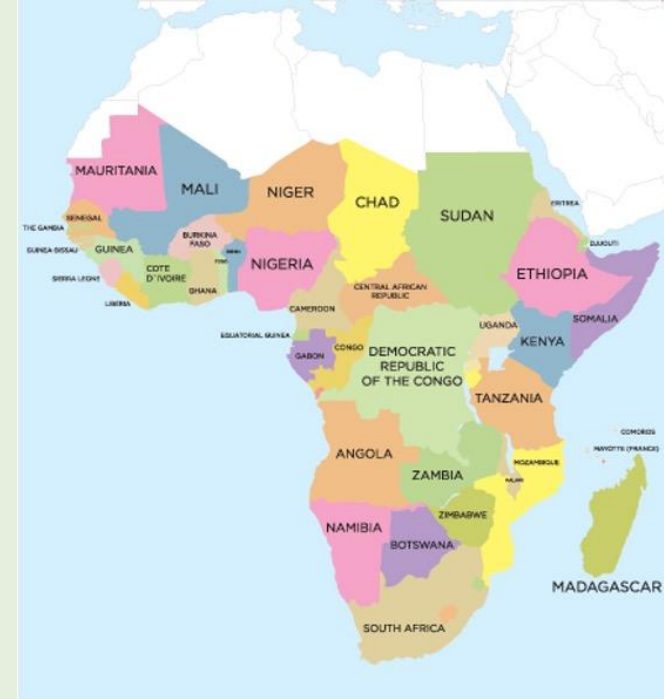 MAURITANIA
MALI
NIGER
CHAD
SUDAN
ERITREA
SENEGAL
THE GAMBIA
GUINEA-BISSAU
GUINEA
BURKINA
FASO
DJIBOUTI
SIERRA LEONE
COTE
D`IVOIRE
GHANA
TOGO
BENIN
NIGERIA
ETHIOPIA
LIBERIA
CENTRAL AFRICAN
REPUBLIC
CAMEROON
SOMALIA
EQUATORIAL GUINEA
UGANDA
KENYA
GABON
CONGO
DEMOCRATIC
REPUBLIC
OF THE CONGO
TANZANIA
COMOROS
MAYOTTE (FRANCE)
ANGOLA
ZAMBIA
MALAWI
MOZAMBIQUE
ZIMBABWE
NAMIBIA
BOTSWANA
MADAGASCAR
SOUTH AFRICA